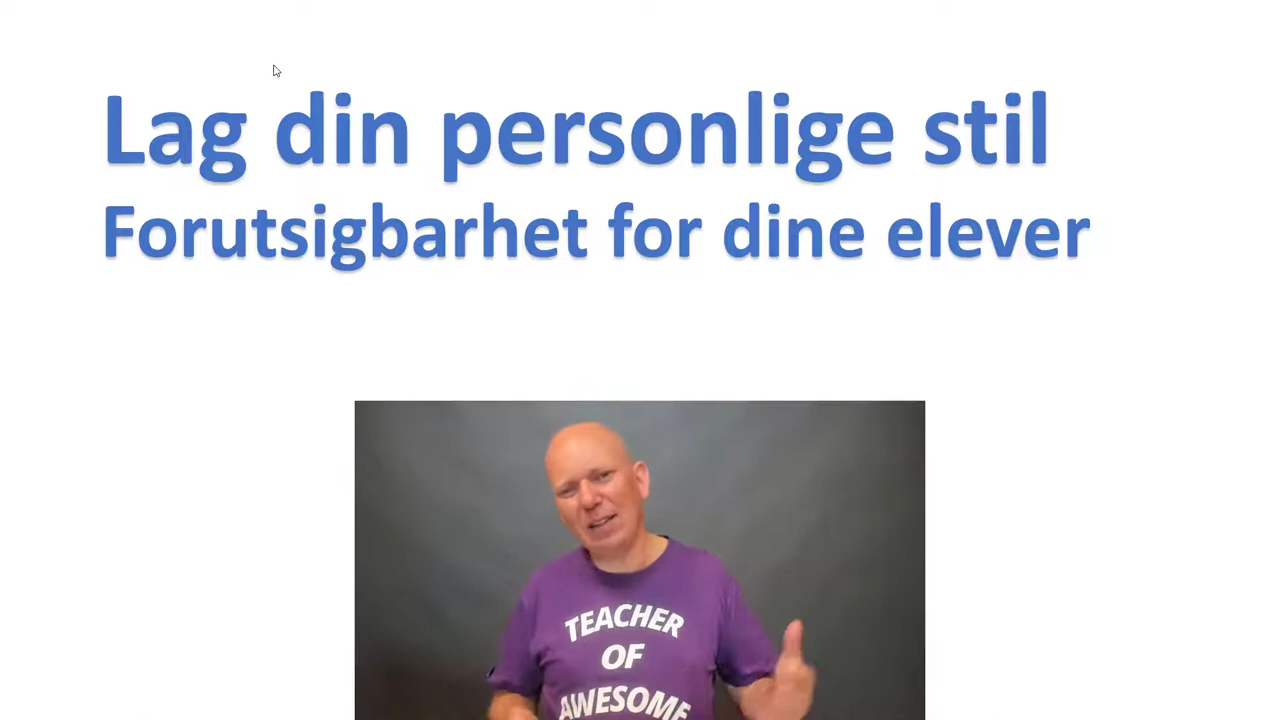 Lag din personlige stil
Forutsigbarhet for dine elever
TEACHER
OF
AWESOME